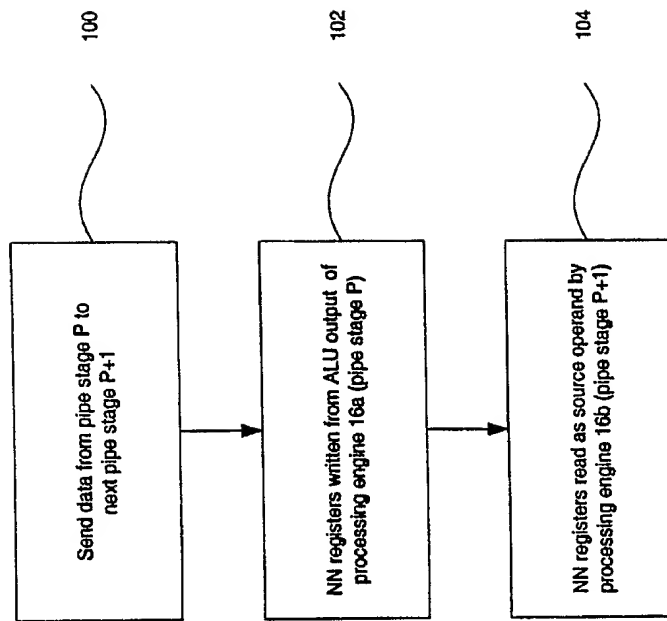 Send data from pipe stage P to
next pipe stage P+1
100
NN registers written from ALU output of
processing engine 16a (pipe stage P)
102
NN registers read as source operand by
processing engine 16b (pipe stage P+1)
104